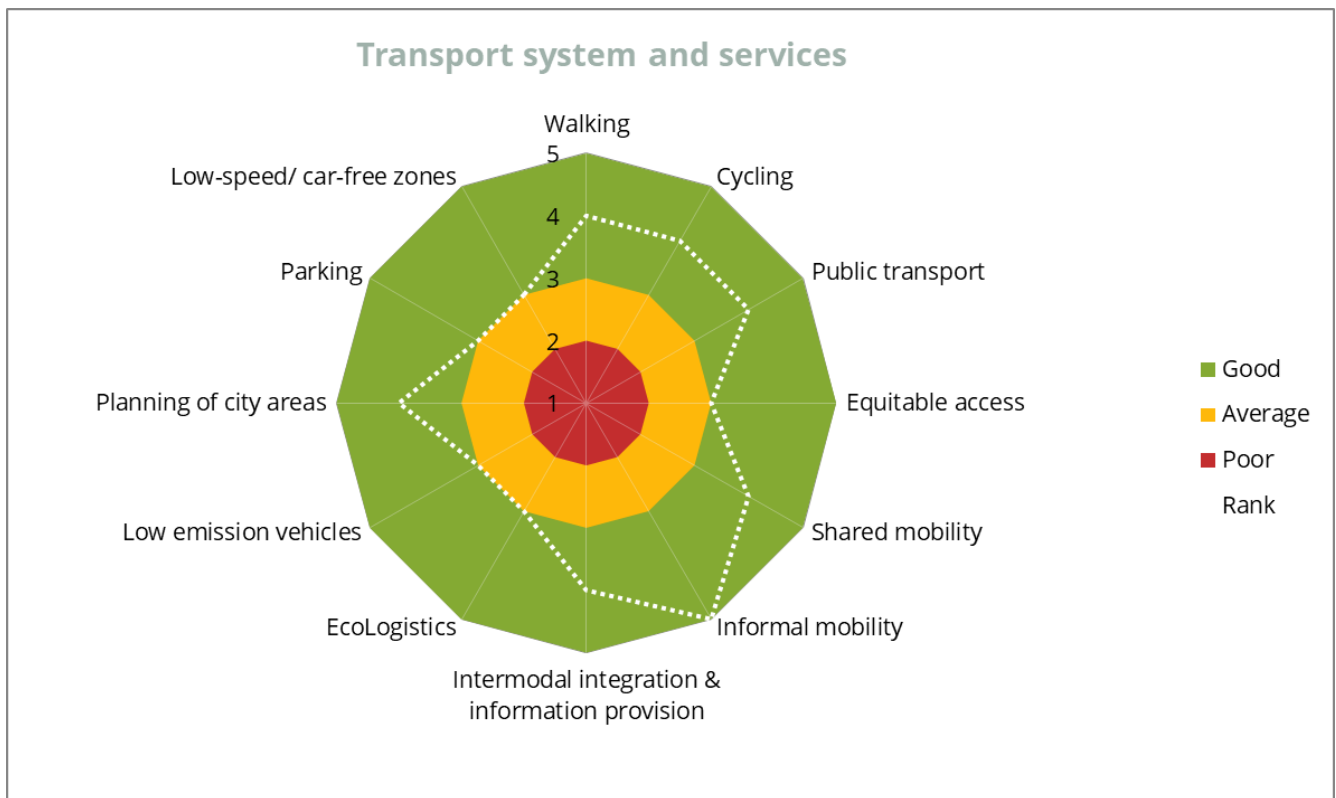 Transport system and services
Walking
5
Low-speed/ car-free zones
Cycling
4
Parking
3
Public transport
2
Planning of city areas
1
Equitable access
Good
Average
Poor
Rank
Low emission vehicles
Shared mobility
EcoLogistics
Informal mobility
Intermodal integration &
information provision